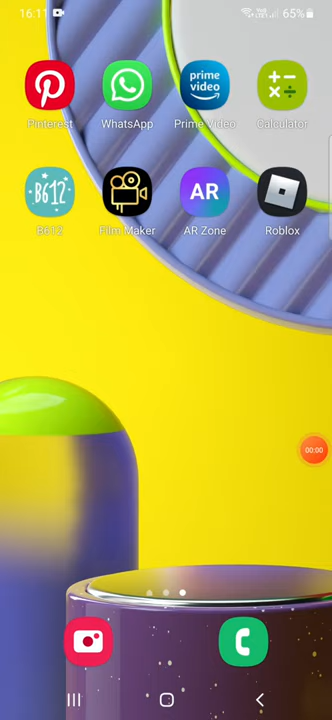 16:11 65%
Pinterest WhatsApp Prime Video Calculator
prime video
B612 Film Maker AR Zone Roblox
B612
AR
00:00